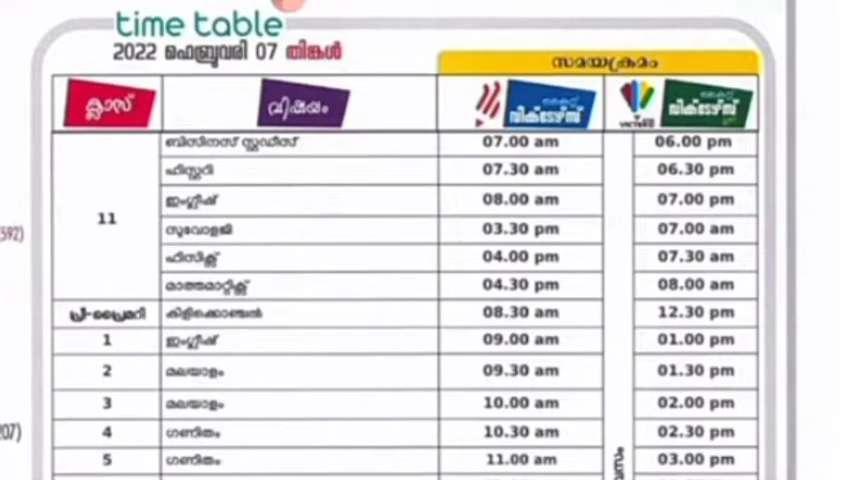 time table
2022 ഫെബ്രുവരി 07 തിങ്കൾ
സമയക്രമം
ക്ലാസ് വിഷയം കൈറ്റ് വിക്ടേഴ്സ് കൈറ്റ് വിക്ടേഴ്സ്
ബിസിനസ് സ്റ്റഡീസ് 07.00 am 06.00 pm
ഹിസ്റ്ററി 07.30 am 06.30 pm
ഇംഗ്ലീഷ് 08.00 am 07.00 pm
11 സുവോളജി 03.30 pm 07.00 am
ഫിസിക്സ് 04.00 pm 07.30 am
മാത്തമാറ്റിക്സ് 04.30 pm 08.00 am
പ്രീ-പ്രൈമറി കിളിക്കൊഞ്ചൽ 08.30 am 12.30 pm
1 ഇംഗ്ലീഷ് 09.00 am 01.00 pm
2 മലയാളം 09.30 am 01.30 pm
3 മലയാളം 10.00 am 02.00 pm
4 ഗണിതം 10.30 am 02.30 pm
5 ഗണിതം 11.00 am 03.00 pm
592)
207)